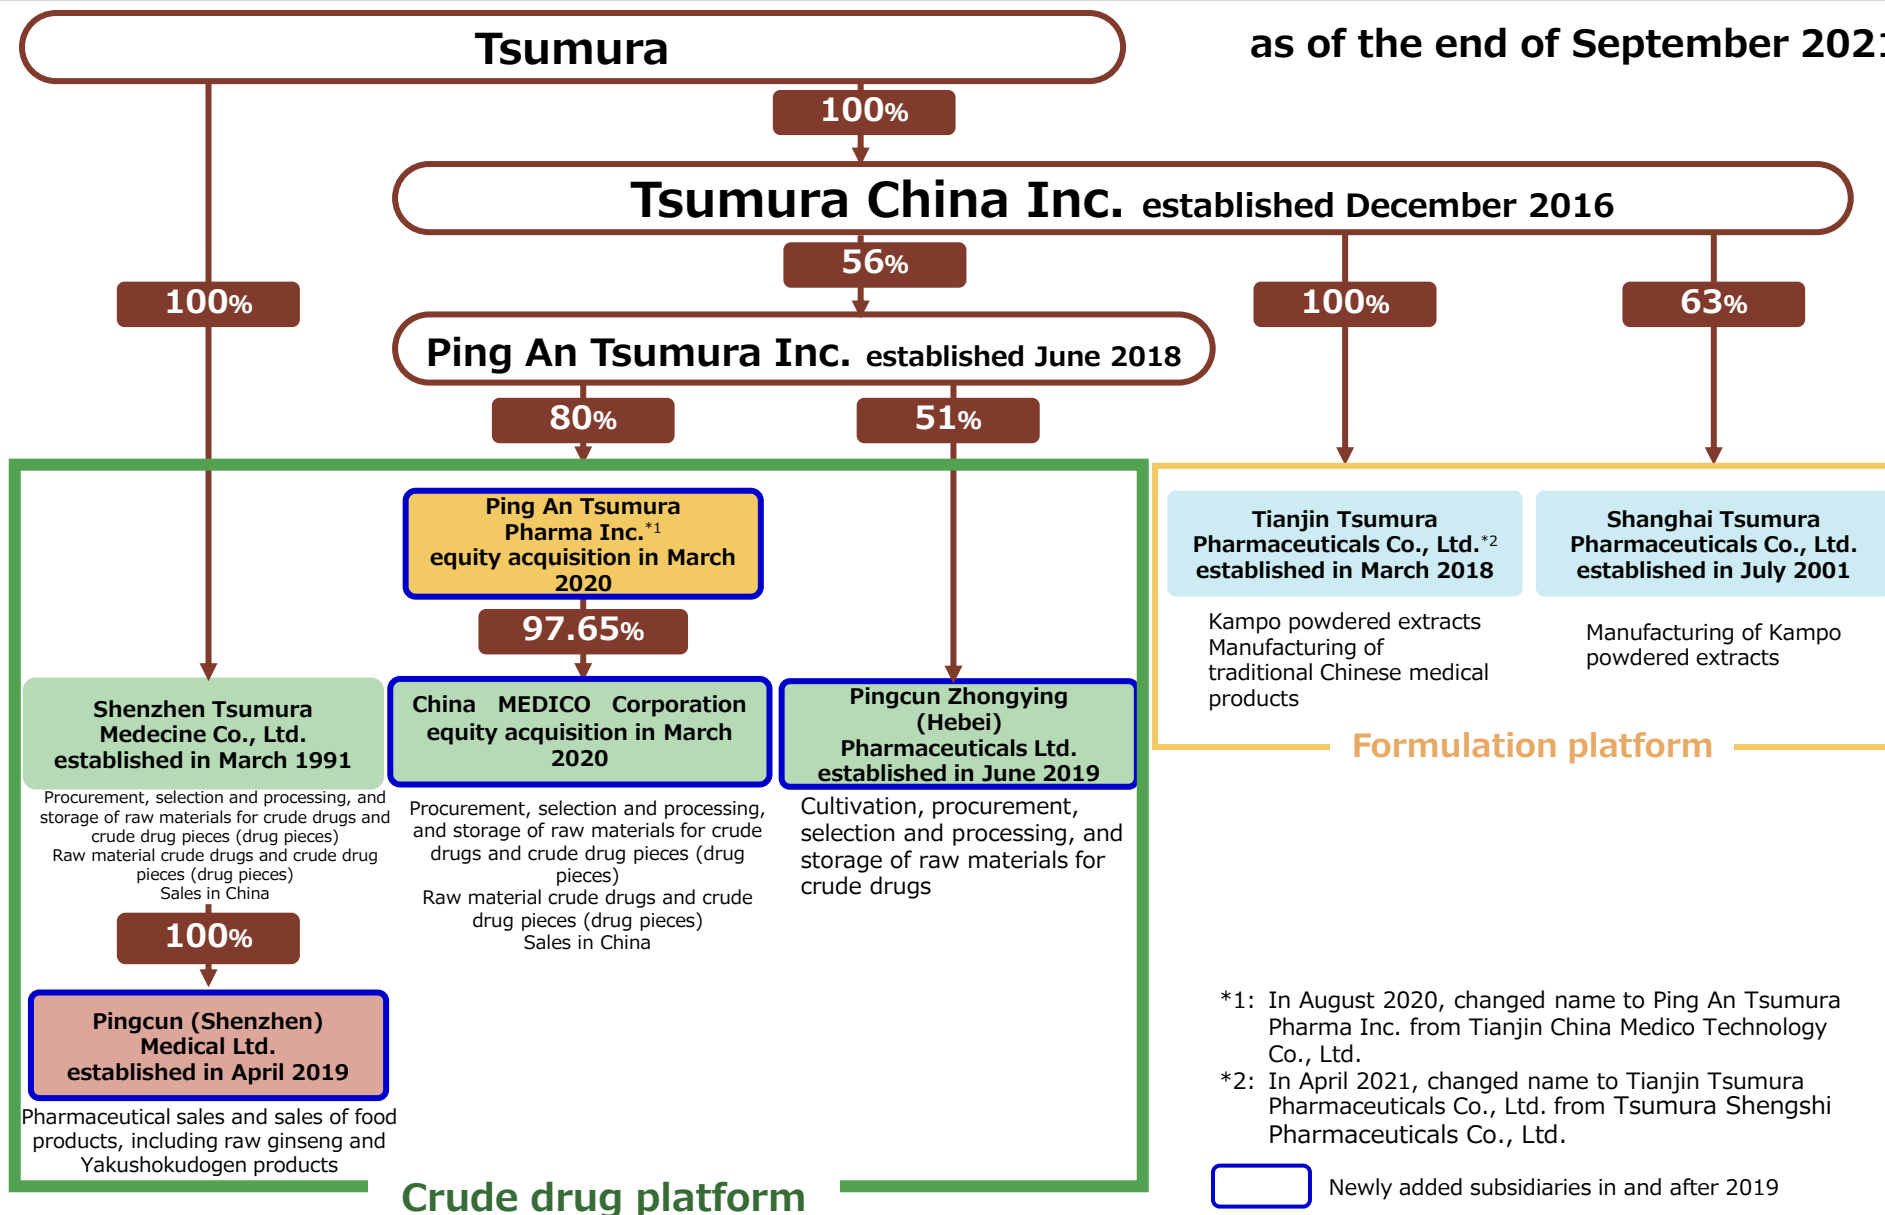 Tsumura
as of the end of September 2021
100%
Tsumura China Inc. established December 2016
56%
100%
100%
63%
Ping An Tsumura Inc. established June 2018
80%
51%
Ping An Tsumura
Pharma Inc.*1
equity acquisition in March
2020
97.65%
Shenzhen Tsumura
Medecine Co., Ltd.
established in March 1991
Procurement, selection and processing, and
storage of raw materials for crude drugs and
crude drug pieces (drug pieces)
Raw material crude drugs and crude drug
pieces (drug pieces)
Sales in China
100%
Pingcun (Shenzhen)
Medical Ltd.
established in April 2019
Pharmaceutical sales and sales of food
products, including raw ginseng and
Yakushokudogen products
China MEDICO Corporation
equity acquisition in March
2020
Procurement, selection and processing,
and storage of raw materials for crude
drugs and crude drug pieces (drug
pieces)
Raw material crude drugs and crude
drug pieces (drug pieces)
Sales in China
Pingcun Zhongying
(Hebei)
Pharmaceuticals Ltd.
established in June 2019
Cultivation, procurement,
selection and processing, and
storage of raw materials for
crude drugs
Crude drug platform
Tianjin Tsumura
Pharmaceuticals Co., Ltd.*2
established in March 2018
Kampo powdered extracts
Manufacturing of
traditional Chinese medical
products
Shanghai Tsumura
Pharmaceuticals Co., Ltd.
established in July 2001
Manufacturing of Kampo
powdered extracts
Formulation platform
*1: In August 2020, changed name to Ping An Tsumura
Pharma Inc. from Tianjin China Medico Technology
Co., Ltd.
*2: In April 2021, changed name to Tianjin Tsumura
Pharmaceuticals Co., Ltd. from Tsumura Shengshi
Pharmaceuticals Co., Ltd.
Newly added subsidiaries in and after 2019